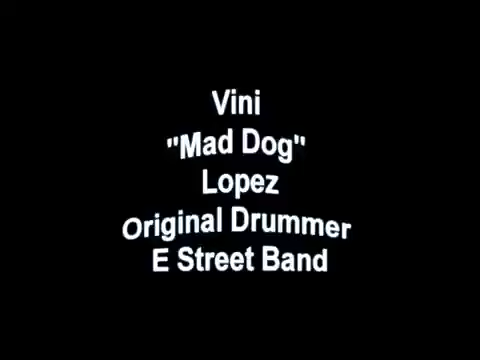 Vini
"Mad Dog"
Lopez
Original Drummer
E Street Band